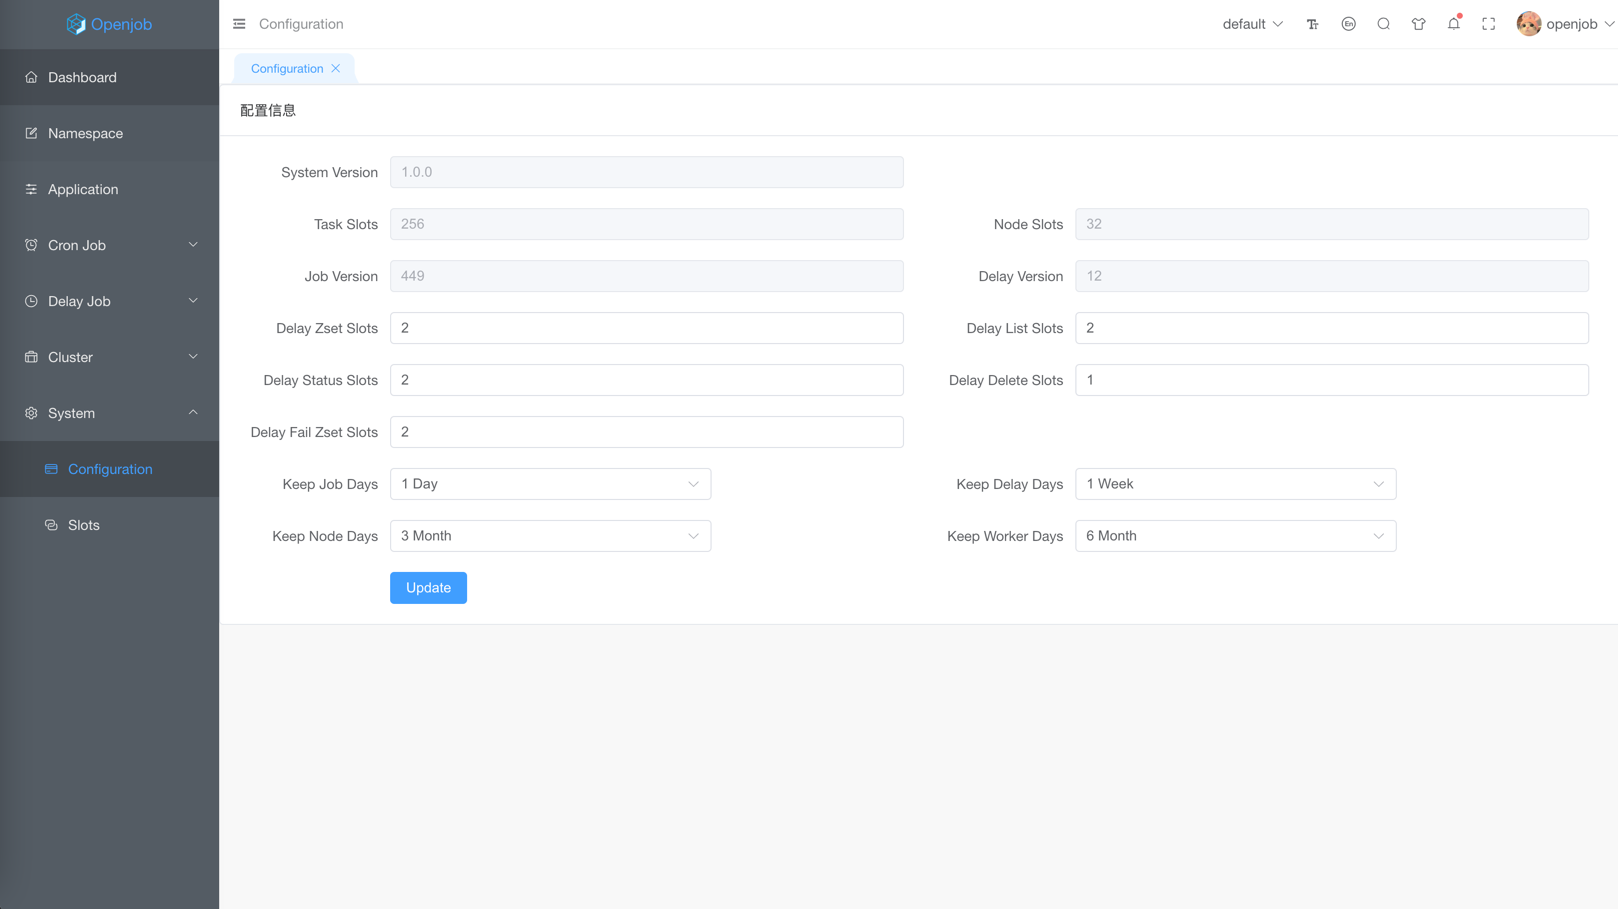 Openjob
Configuration
default
En
openjob
Dashboard
Namespace
Application
Cron Job
Delay Job
Cluster
System
Configuration
Slots
Configuration
配置信息
System Version 1.0.0
Task Slots 256 Node Slots 32
Job Version 449 Delay Version 12
Delay Zset Slots 2 Delay List Slots 2
Delay Status Slots 2 Delay Delete Slots 1
Delay Fail Zset Slots 2
Keep Job Days 1 Day Keep Delay Days 1 Week
Keep Node Days 3 Month Keep Worker Days 6 Month
Update